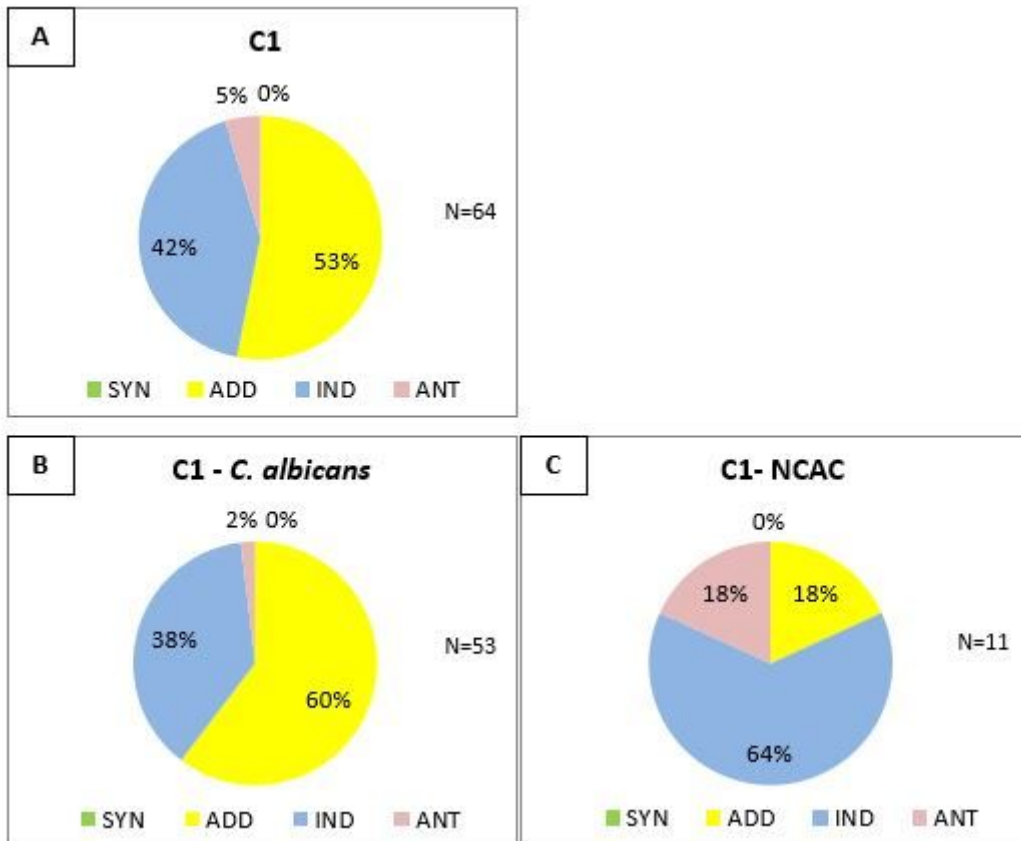 A
C1
5% 0%
N=64
42%
53%
SYN ADD IND ANT
B
C1 - C. albicans
2% 0%
38%
N=53
60%
SYN ADD IND ANT
C
C1- NCAC
0%
18% 18%
N=11
64%
SYN ADD IND ANT